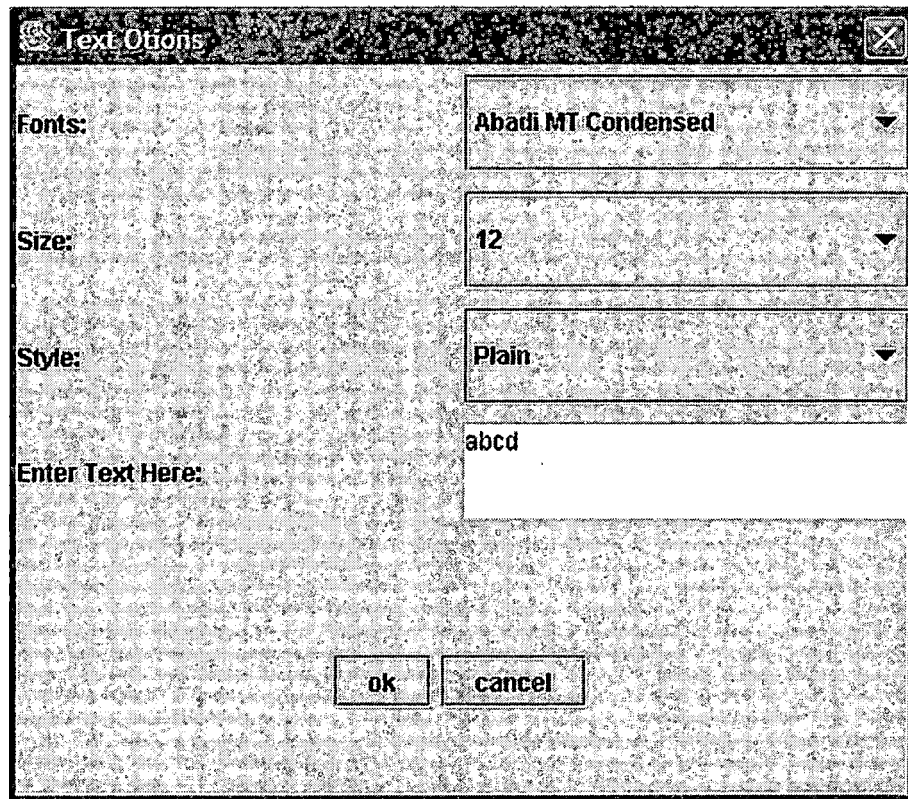 Text Otions
Fonts: Abadi MT Condensed
Size: 12
Style: Plain
Enter Text Here: abcd
ok cancel